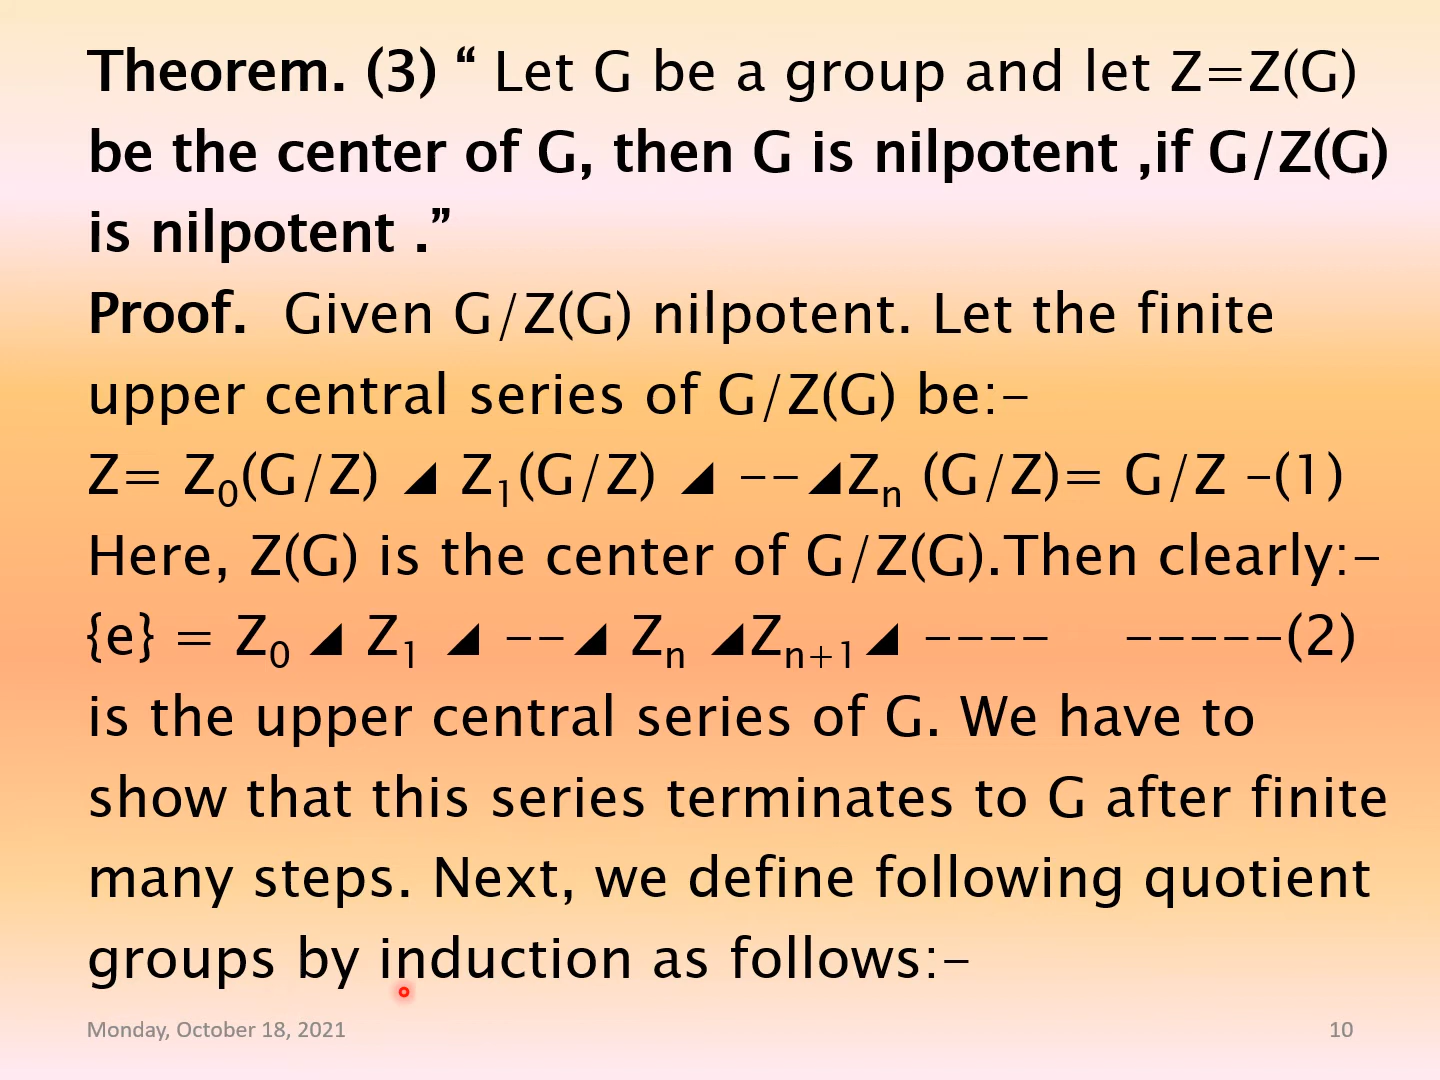 Theorem. (3) “ Let G be a group and let Z=Z(G)
be the center of G, then G is nilpotent ,if G/Z(G)
is nilpotent .”
Proof. Given G/Z(G) nilpotent. Let the finite
upper central series of G/Z(G) be:–
Z= Z₀(G/Z) ◢ Z₁(G/Z) ◢ ––◢Zₙ (G/Z)= G/Z –(1)
Here, Z(G) is the center of G/Z(G).Then clearly:–
{e} = Z₀ ◢ Z₁ ◢ ––◢ Zₙ ◢Zₙ₊₁◢ –––– –––––(2)
is the upper central series of G. We have to
show that this series terminates to G after finite
many steps. Next, we define following quotient
groups by induction as follows:–
Monday, October 18, 2021 10